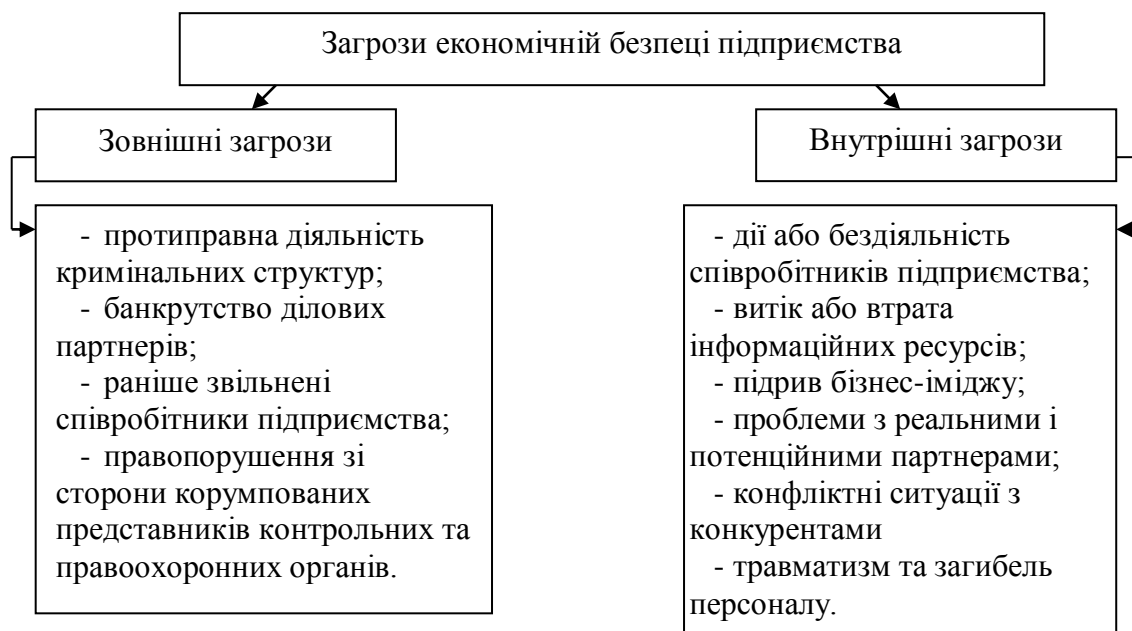 Загрози економічній безпеці підприємства
Зовнішні загрози
Внутрішні загрози
- протиправна діяльність
кримінальних структур;
- банкрутство ділових
партнерів;
- раніше звільнені
співробітники підприємства;
- правопорушення зі
сторони корумпованих
представників контрольних та
правоохоронних органів.
- дії або бездіяльність
співробітників підприємства;
- витік або втрата
інформаційних ресурсів;
- підрив бізнес-іміджу;
- проблеми з реальними і
потенційними партнерами;
- конфліктні ситуації з
конкурентами
- травматизм та загибель
персоналу.